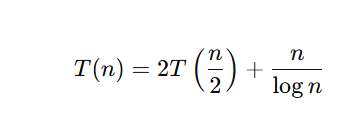 T(n) = 2T(n/2) + n/log n